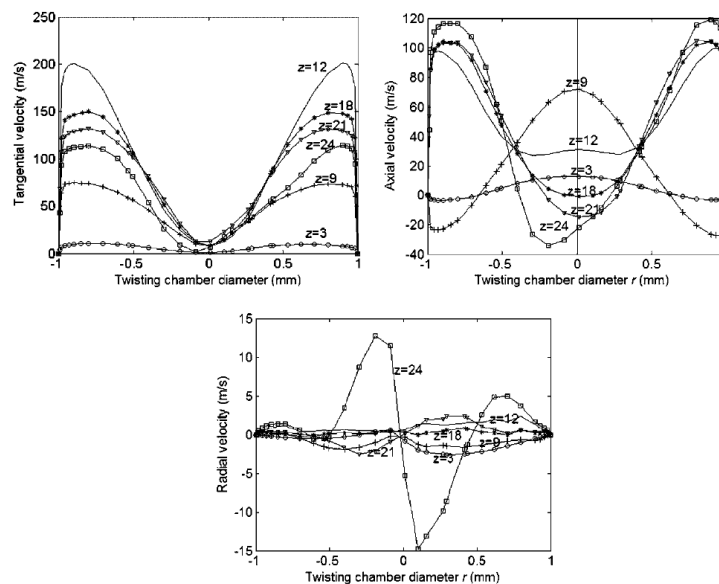 250
200
150
100
50
0
Tangential velocity (m/s)
z=12
z=18
z=21
z=24
z=9
z=3
-1
-0.5
0
0.5
1
Twisting chamber diameter (mm)
120
100
80
60
40
20
0
-20
-40
Axial velocity (m/s)
z=9
z=12
z=3
z=18
z=21
z=24
-1
-0.5
0
0.5
1
Twisting chamber diameter r (mm)
15
10
5
0
-5
-10
-15
Radial velocity (m/s)
z=24
z=12
z=18
z=9
z=21
z=3
-1
-0.5
0
0.5
1
Twisting chamber diameter r (mm)